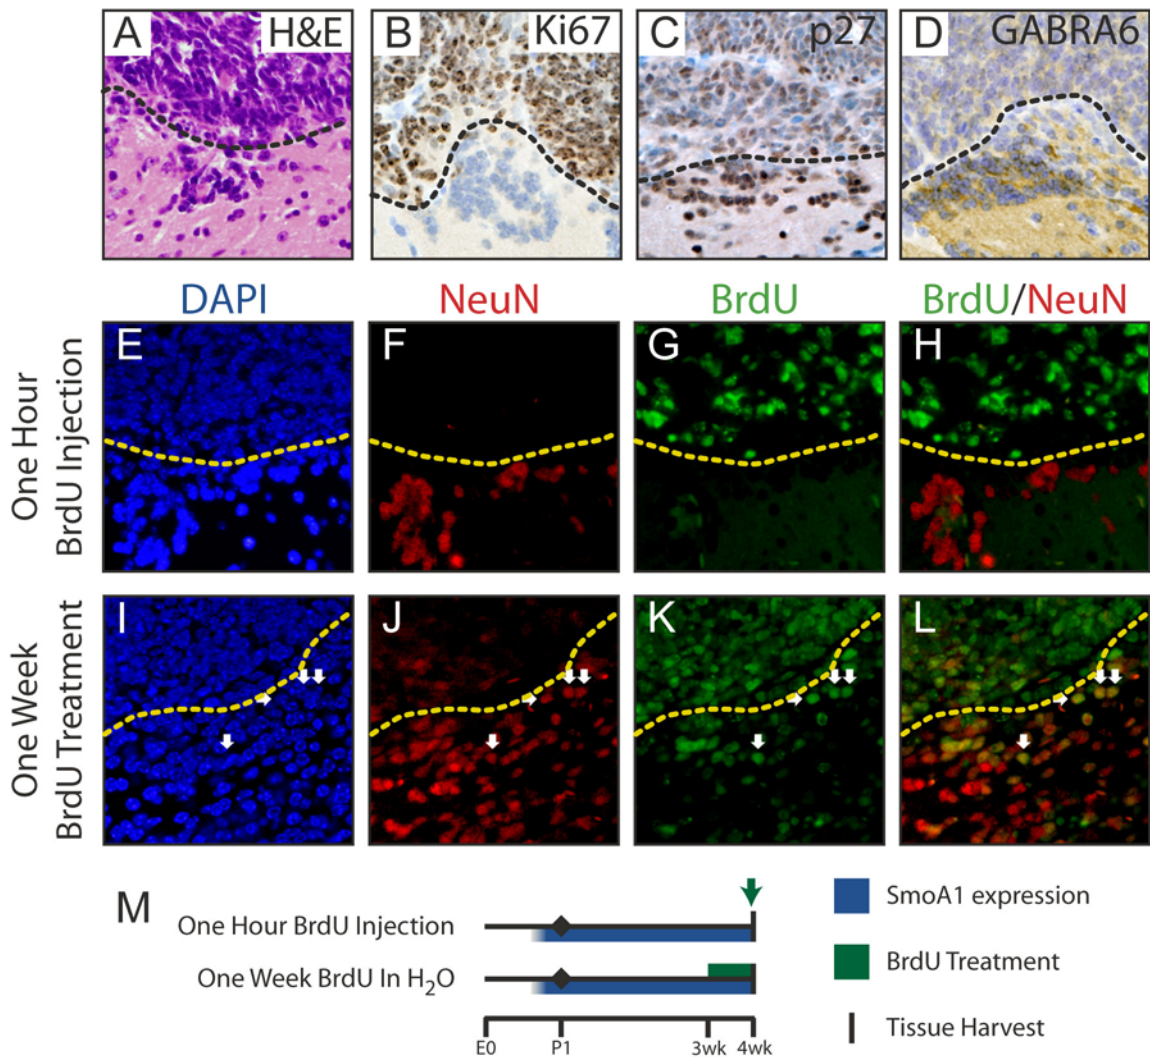 A H&E
B Ki67
C p27
D GABRA6
DAPI NeuN BrdU BrdU/NeuN
One Hour
BrdU Injection
E F G H
One Week
BrdU Treatment
I J K L
M
One Hour BrdU Injection
One Week BrdU In H₂O
E0 P1 3wk 4wk
SmoA1 expression
BrdU Treatment
Tissue Harvest